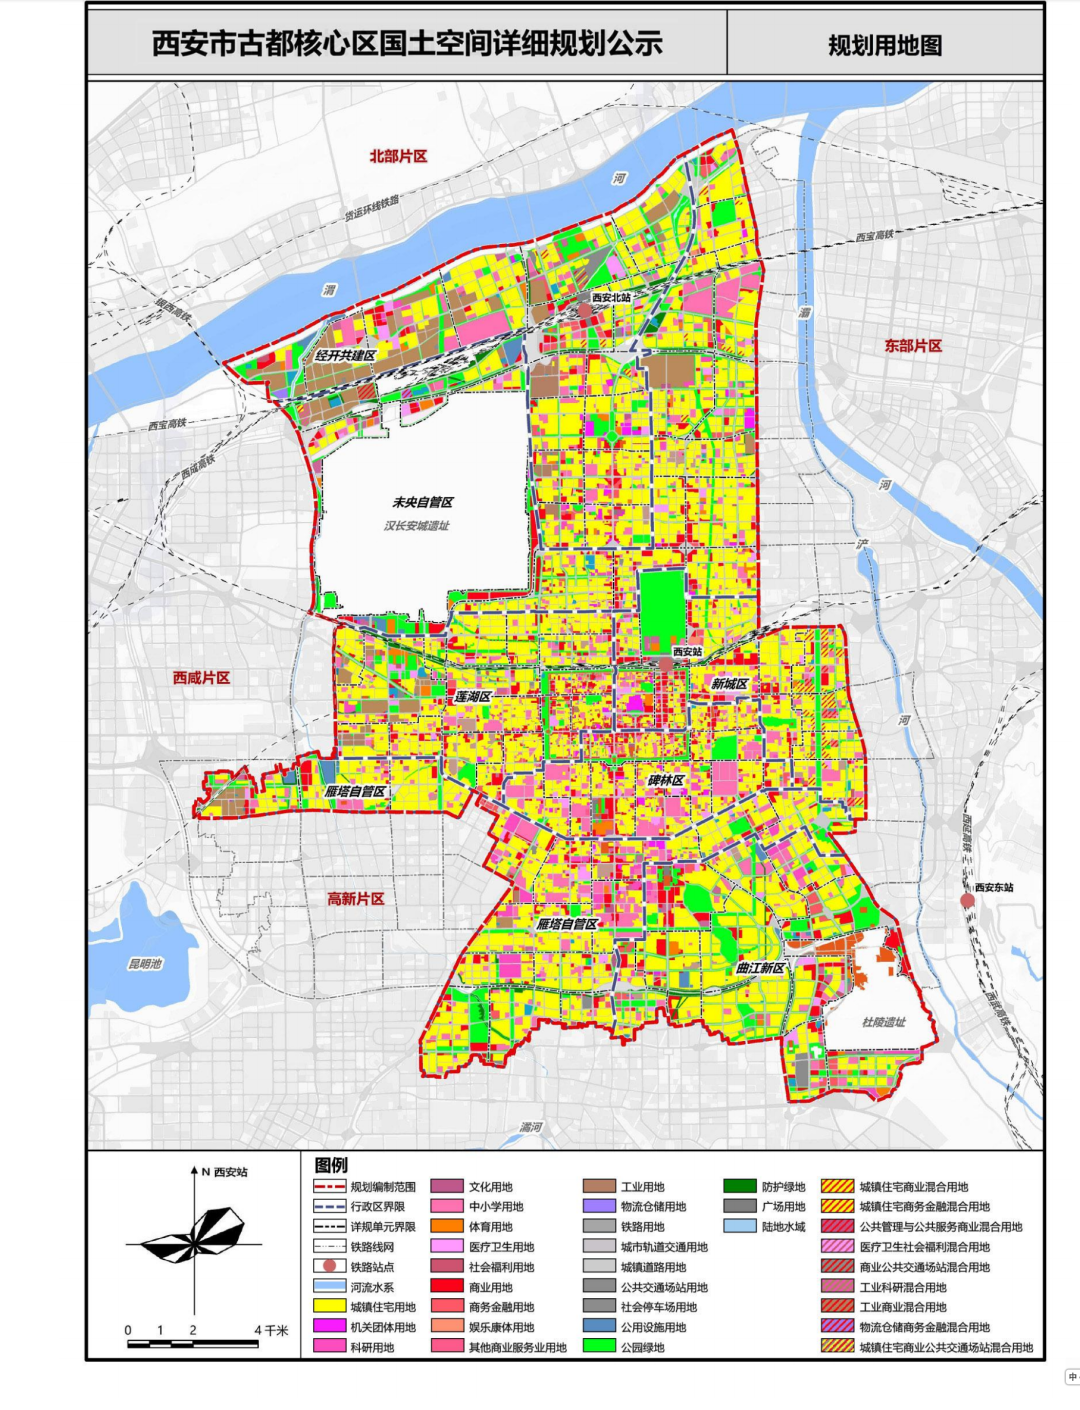 西安市古都核心区国土空间详细规划公示
规划用地图
北部片区
货运环线铁路
河
西宝高铁
银西高铁
渭
西安北站
灞
经开共建区
东部片区
西宝高铁
西成高铁
未央自管区
汉长安城遗址
河
浐
西安站
西咸片区
莲湖区
新城区
河
雁塔自管区
碑林区
西延高铁
西安东站
高新片区
雁塔自管区
昆明池
曲江新区
西武高铁
杜陵遗址
潏河
N 西安站
0 1 2 4 千米
图例
规划编制范围
行政区界限
详规单元界限
铁路线网
铁路站点
河流水系
城镇住宅用地
机关团体用地
科研用地
文化用地
中小学用地
体育用地
医疗卫生用地
社会福利用地
商业用地
商务金融用地
娱乐康体用地
其他商业服务业用地
工业用地
物流仓储用地
铁路用地
城市轨道交通用地
城镇道路用地
公共交通场站用地
社会停车场用地
公用设施用地
公园绿地
防护绿地
广场用地
陆地水域
城镇住宅商业混合用地
城镇住宅商务金融混合用地
公共管理与公共服务商业混合用地
医疗卫生社会福利混合用地
商业公共交通场站混合用地
工业科研混合用地
工业商业混合用地
物流仓储商务金融混合用地
城镇住宅商业公共交通场站混合用地
中